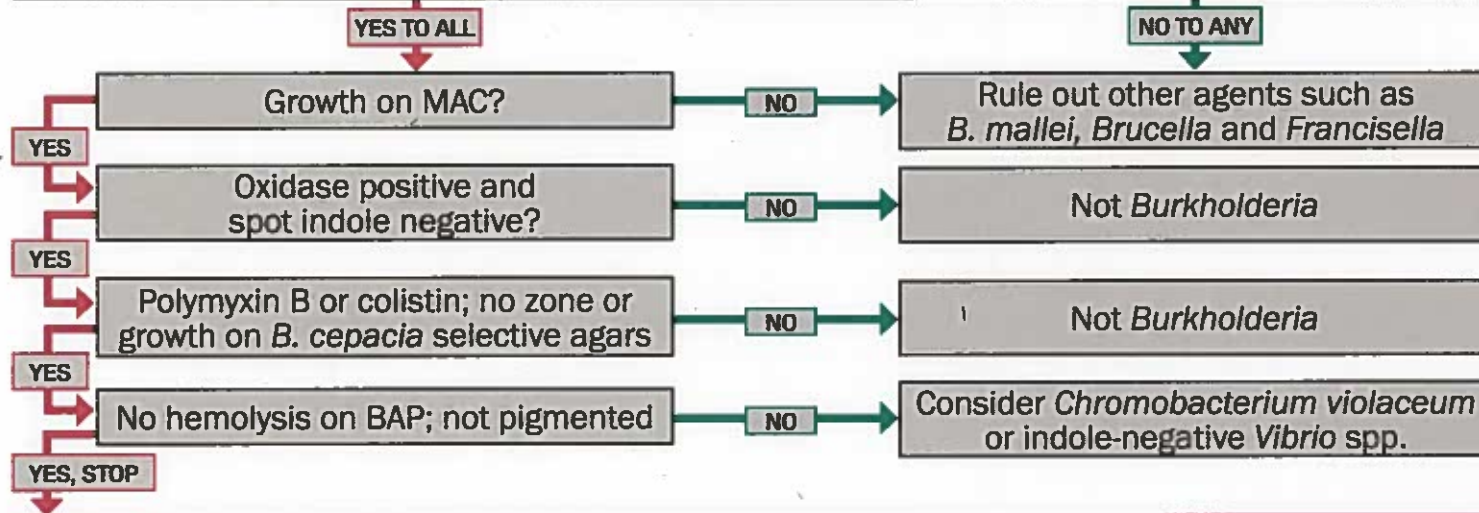 YES TO ALL
NO TO ANY
Growth on MAC?
NO
Rule out other agents such as
B. mallei, Brucella and Francisella
YES
Oxidase positive and
spot indole negative?
NO
Not Burkholderia
YES
Polymyxin B or colistin; no zone or
growth on B. cepacia selective agars
NO
Not Burkholderia
YES
No hemolysis on BAP; not pigmented
NO
Consider Chromobacterium violaceum
or indole-negative Vibrio spp.
YES, STOP